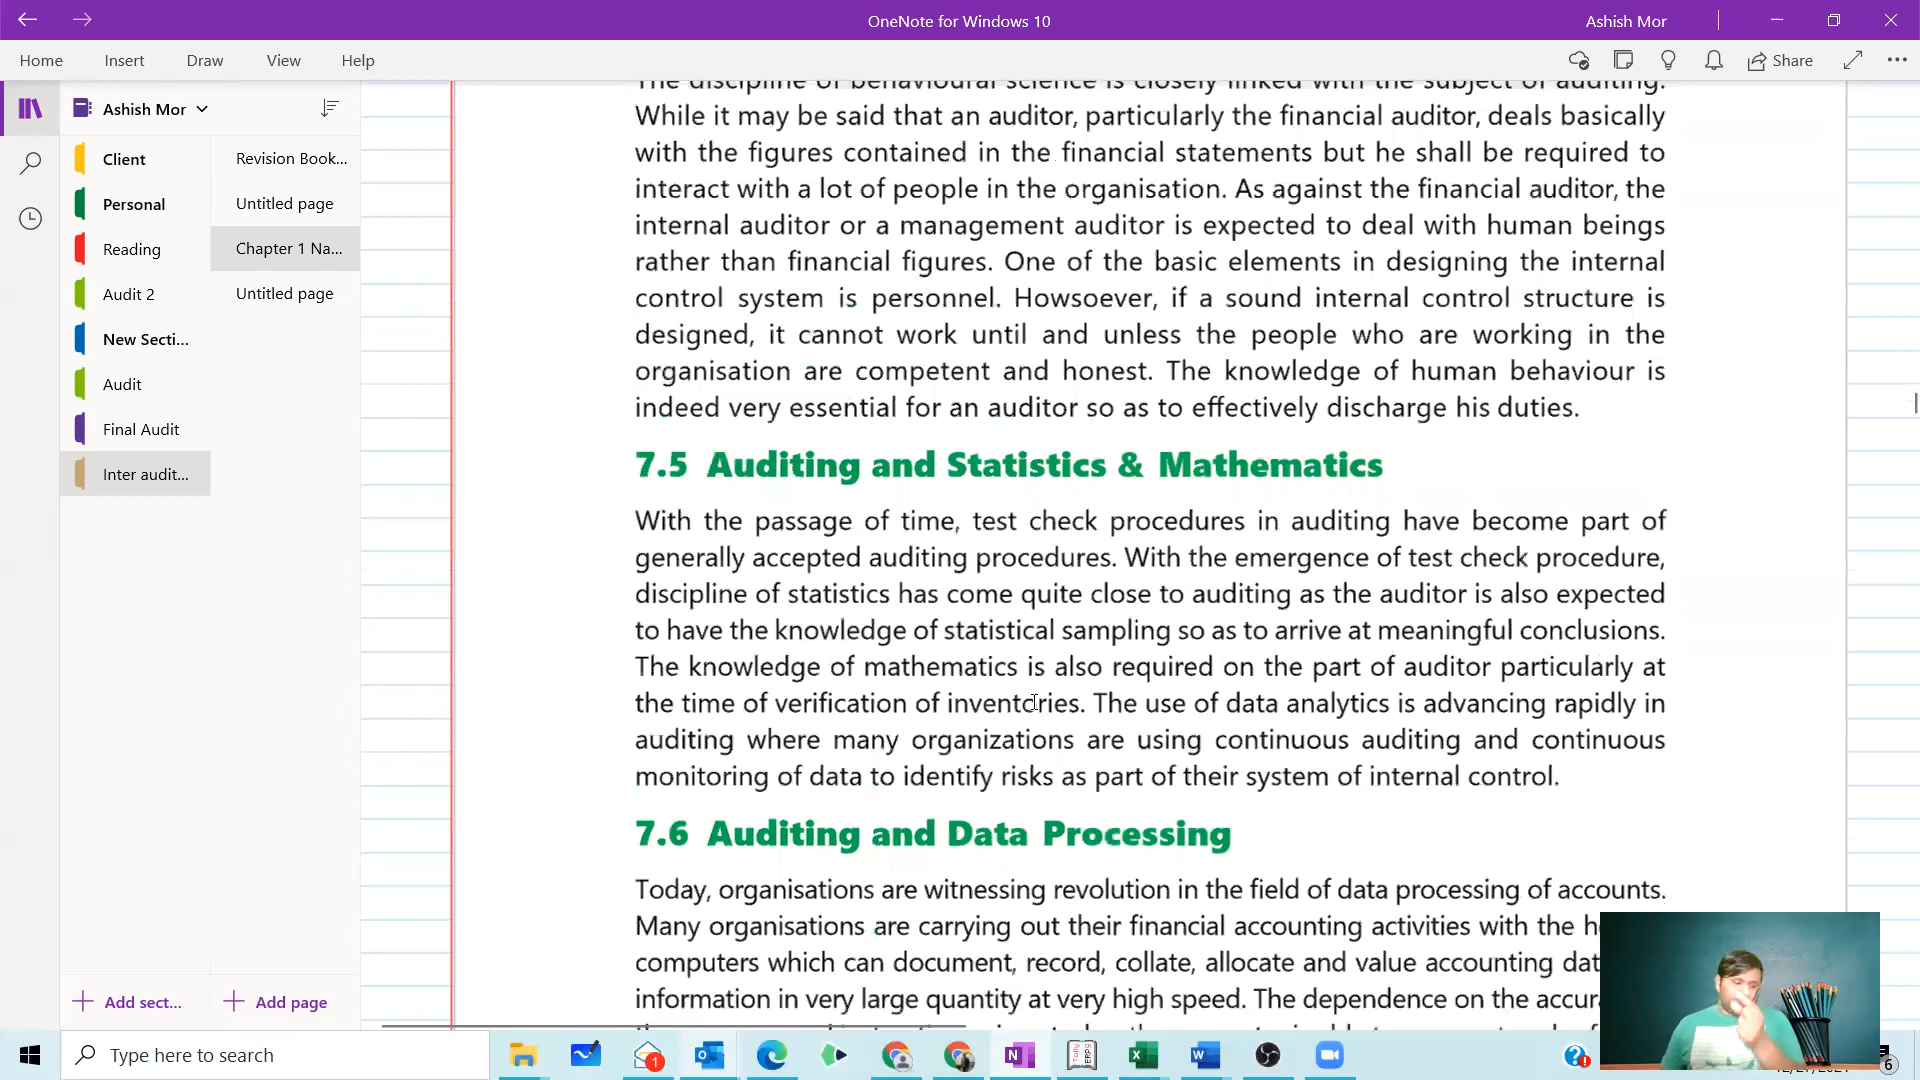 OneNote for Windows 10
Ashish Mor
Home
Insert
Draw
View
Help
Share
Ashish Mor
Client
Personal
Reading
Audit 2
New Secti...
Audit
Final Audit
Inter audit...
Revision Book...
Untitled page
Chapter 1 Na...
Untitled page
The discipline of behavioural science is closely linked with the subject of auditing.
While it may be said that an auditor, particularly the financial auditor, deals basically
with the figures contained in the financial statements but he shall be required to
interact with a lot of people in the organisation. As against the financial auditor, the
internal auditor or a management auditor is expected to deal with human beings
rather than financial figures. One of the basic elements in designing the internal
control system is personnel. Howsoever, if a sound internal control structure is
designed, it cannot work until and unless the people who are working in the
organisation are competent and honest. The knowledge of human behaviour is
indeed very essential for an auditor so as to effectively discharge his duties.
7.5 Auditing and Statistics & Mathematics
With the passage of time, test check procedures in auditing have become part of
generally accepted auditing procedures. With the emergence of test check procedure,
discipline of statistics has come quite close to auditing as the auditor is also expected
to have the knowledge of statistical sampling so as to arrive at meaningful conclusions.
The knowledge of mathematics is also required on the part of auditor particularly at
the time of verification of inventories. The use of data analytics is advancing rapidly in
auditing where many organizations are using continuous auditing and continuous
monitoring of data to identify risks as part of their system of internal control.
7.6 Auditing and Data Processing
Today, organisations are witnessing revolution in the field of data processing of accounts.
Many organisations are carrying out their financial accounting activities with the
computers which can document, record, collate, allocate and value accounting
information in very large quantity at very high speed. The dependence on the
Add sect...
Add page
Type here to search
1
6